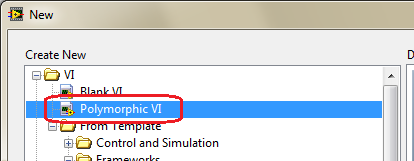 New
Create New
D
VI
Blank VI
Polymorphic VI
From Template
Control and Simulation
Frameworks